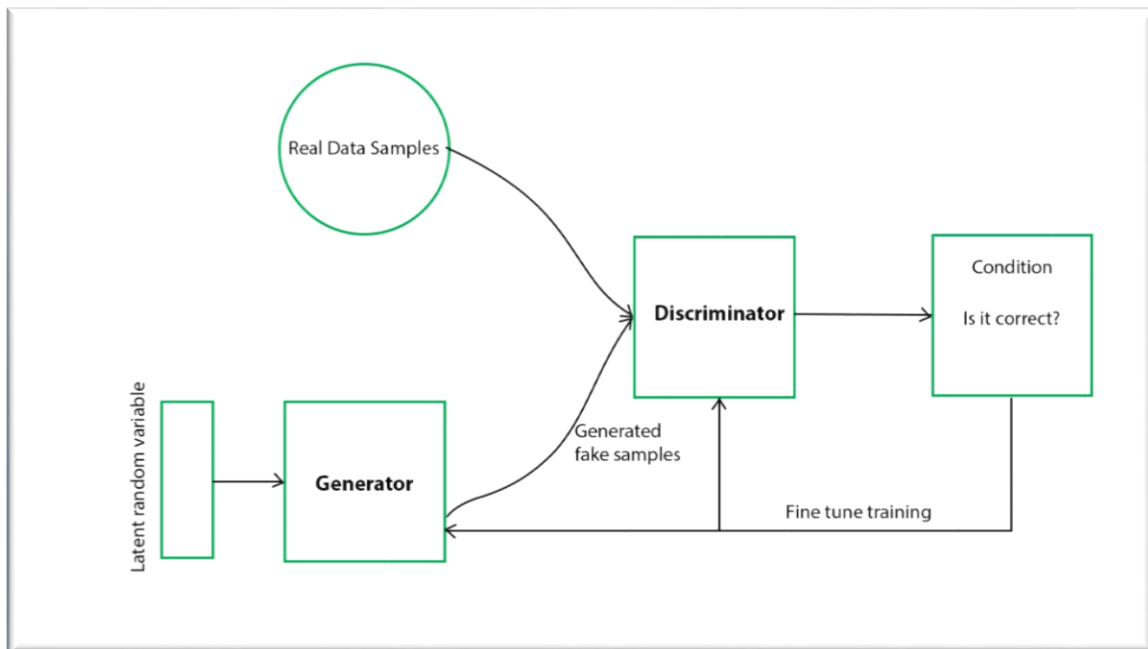 Real Data Samples
Discriminator
Condition
Is it correct?
Latent random variable
Generator
Generated
fake samples
Fine tune training